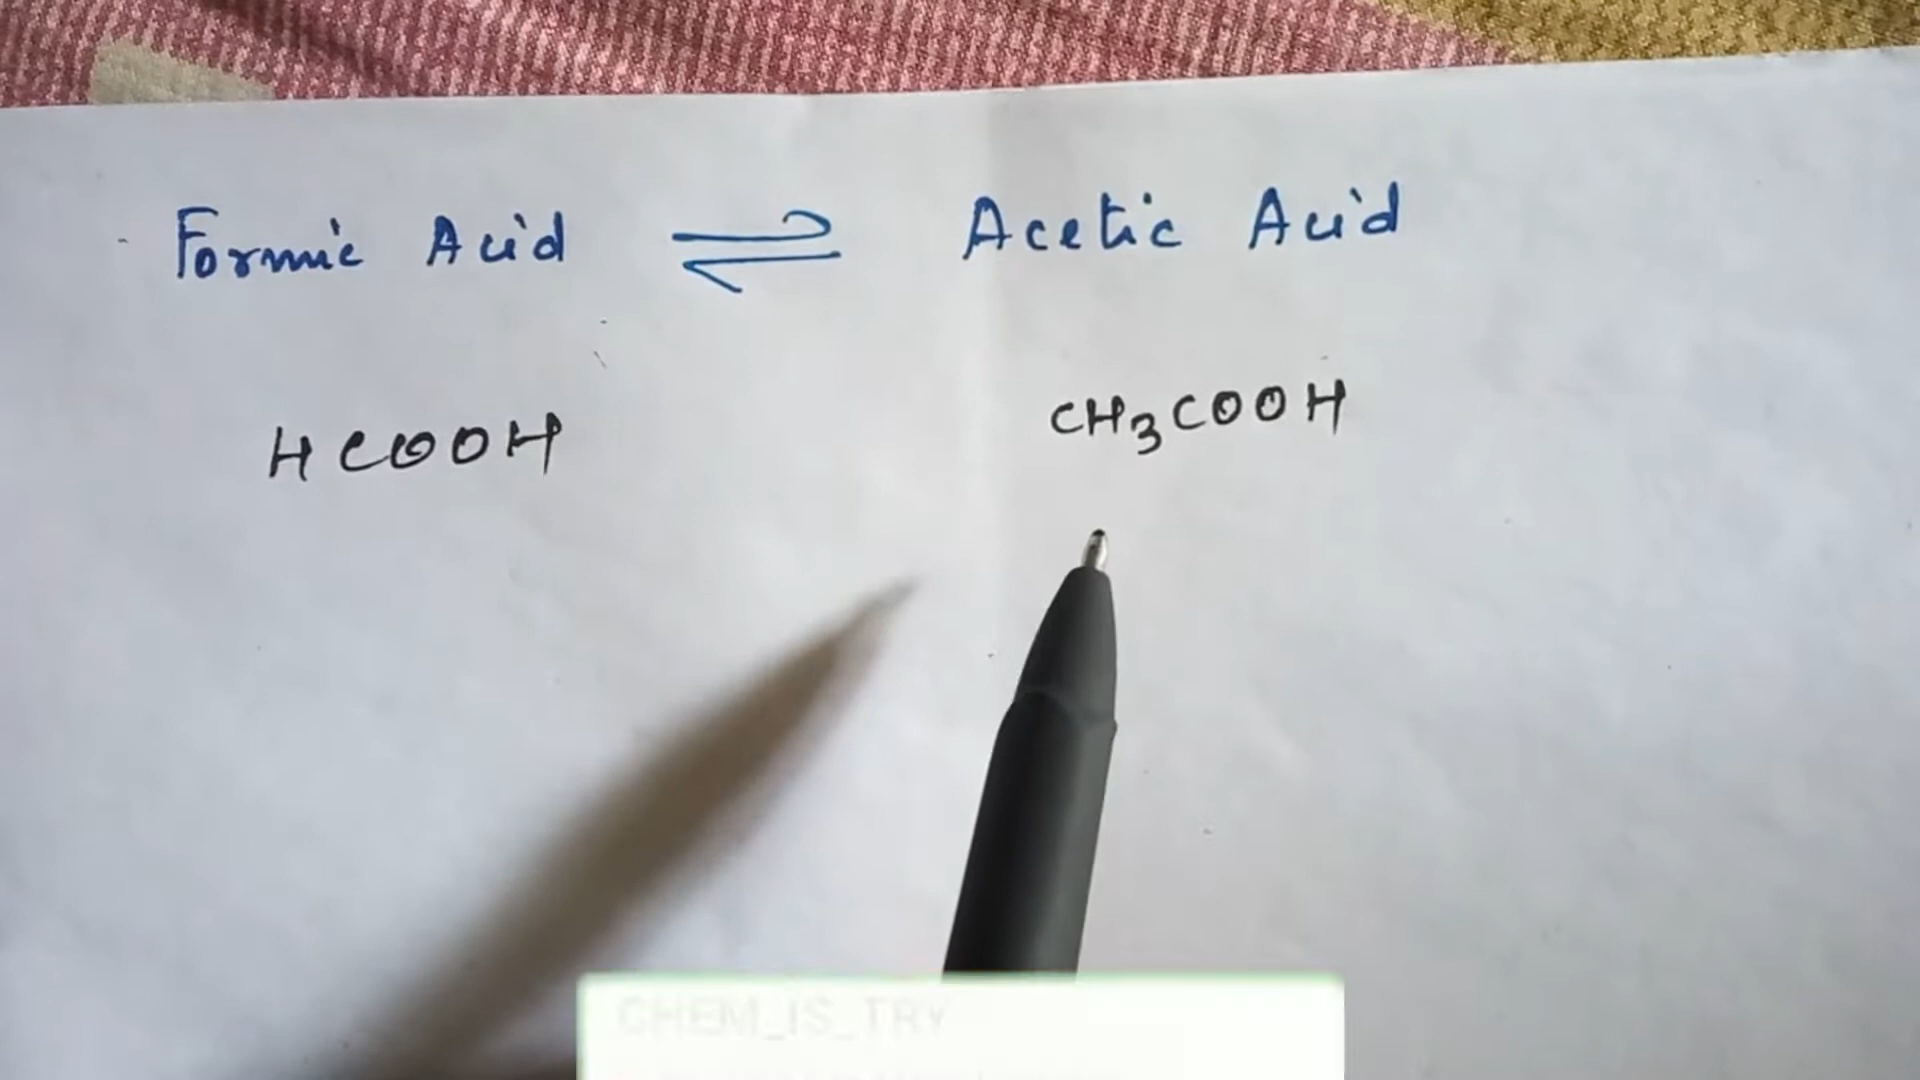 Formic Acid ⇌ Acetic Acid
HCOOH
CH₃COOH
CHEM_IS_TRY